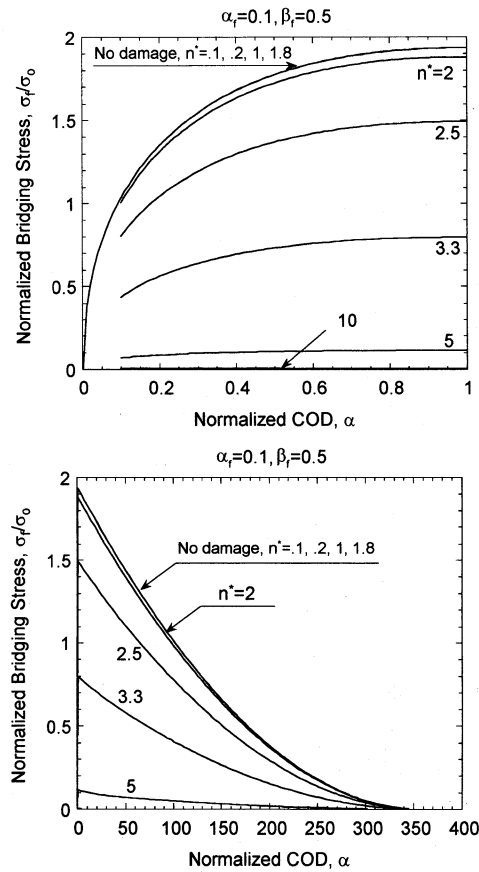 αf=0.1, βf=0.5
No damage, n*=.1, .2, 1, 1.8
n*=2
2.5
3.3
10
5
2
1.5
1
0.5
0
0 0.2 0.4 0.6 0.8 1
Normalized Bridging Stress, σf/σo
Normalized COD, α
αf=0.1, βf=0.5
No damage, n*=.1, .2, 1, 1.8
n*=2
2.5
3.3
5
2
1.5
1
0.5
0
0 50 100 150 200 250 300 350 400
Normalized Bridging Stress, σf/σo
Normalized COD, α